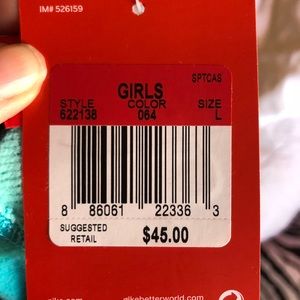 IM# 526159
SPTCAS
GIRLS
STYLE COLOR SIZE
622138 064 L
8 86061 22336 3
SUGGESTED
RETAIL $45.00
nikebetterworld.com